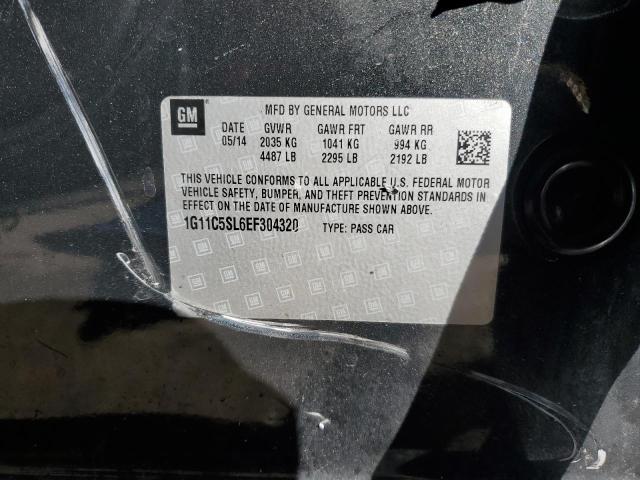 GM
MFD BY GENERAL MOTORS LLC
DATE GVWR GAWR FRT GAWR RR
05/14 2035 KG 1041 KG 994 KG
4487 LB 2295 LB 2192 LB
THIS VEHICLE CONFORMS TO ALL APPLICABLE U.S. FEDERAL MOTOR
VEHICLE SAFETY, BUMPER, AND THEFT PREVENTION STANDARDS IN
EFFECT ON THE DATE OF MANUFACTURE SHOWN ABOVE.
1G11C5SL6EF304320 TYPE: PASS CAR